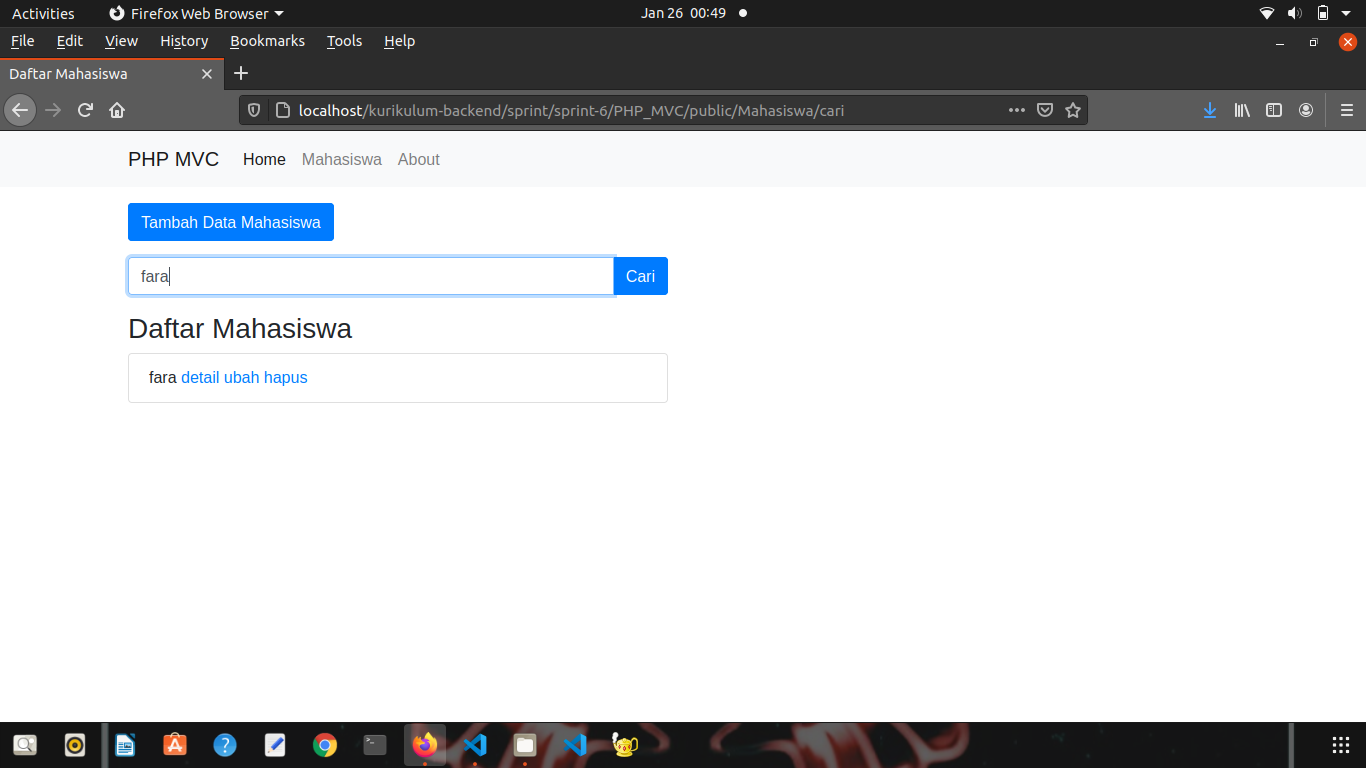 Activities Firefox Web Browser Jan 26 00:49
File Edit View History Bookmarks Tools Help
Daftar Mahasiswa
localhost/kurikulum-backend/sprint/sprint-6/PHP_MVC/public/Mahasiswa/cari
PHP MVC Home Mahasiswa About
Tambah Data Mahasiswa
fara Cari
Daftar Mahasiswa
fara detail ubah hapus